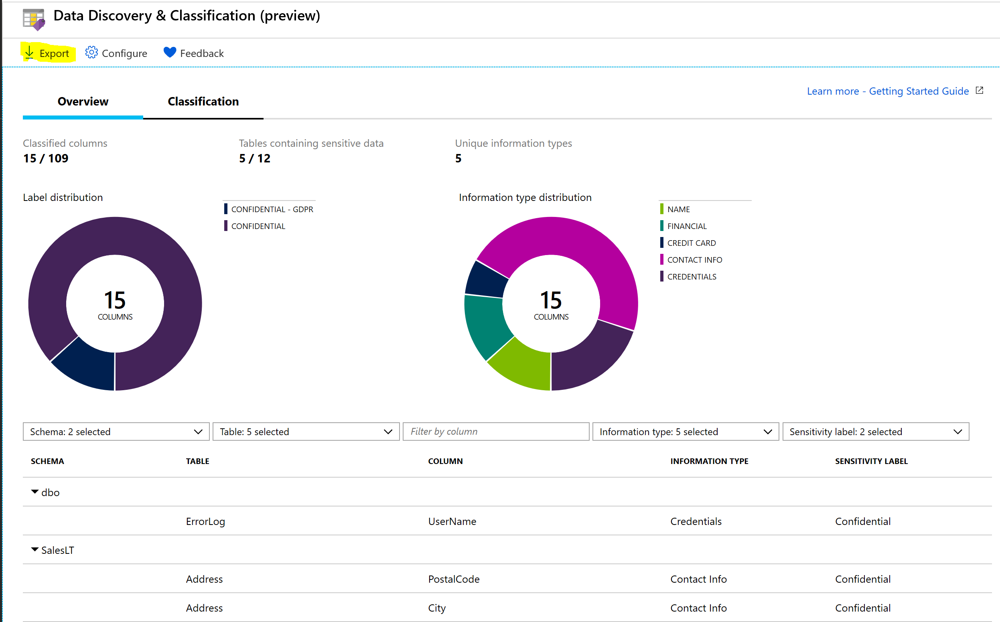 Data Discovery & Classification (preview)
Export Configure Feedback
Learn more - Getting Started Guide
Overview Classification
Classified columns Tables containing sensitive data Unique information types
15 / 109 5 / 12 5
Label distribution
CONFIDENTIAL - GDPR
CONFIDENTIAL
15
COLUMNS
Information type distribution
NAME
FINANCIAL
CREDIT CARD
CONTACT INFO
CREDENTIALS
15
COLUMNS
Schema: 2 selected Table: 5 selected Filter by column Information type: 5 selected Sensitivity label: 2 selected
SCHEMA TABLE COLUMN INFORMATION TYPE SENSITIVITY LABEL
dbo
ErrorLog UserName Credentials Confidential
SalesLT
Address PostalCode Contact Info Confidential
Address City Contact Info Confidential